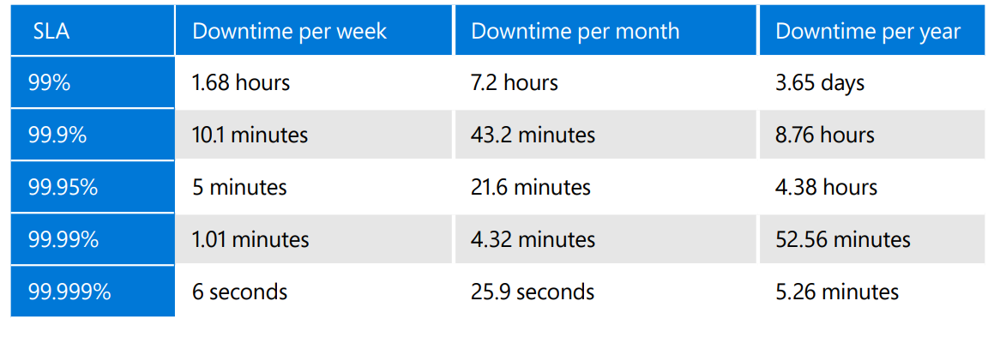 SLA Downtime per week Downtime per month Downtime per year
99% 1.68 hours 7.2 hours 3.65 days
99.9% 10.1 minutes 43.2 minutes 8.76 hours
99.95% 5 minutes 21.6 minutes 4.38 hours
99.99% 1.01 minutes 4.32 minutes 52.56 minutes
99.999% 6 seconds 25.9 seconds 5.26 minutes